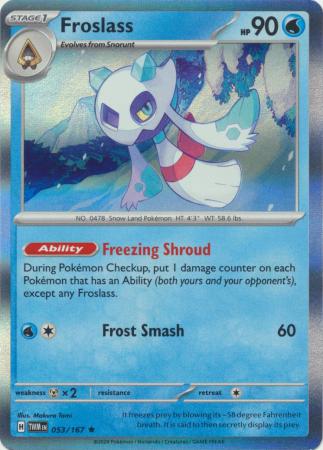 STAGE 1 Froslass HP 90
Evolves from Snorunt
NO. 0478 Snow Land Pokémon HT: 4'3" WT: 58.6 lbs.
Ability Freezing Shroud
During Pokémon Checkup, put 1 damage counter on each
Pokémon that has an Ability (both yours and your opponent's),
except any Froslass.
Frost Smash 60
weakness ×2 resistance retreat
Illus. Makura Tami
H TWM EN 053/167 ★
It freezes prey by blowing its −58 degree Fahrenheit
breath. It is said to then secretly display its prey.
©2024 Pokémon / Nintendo / Creatures / GAME FREAK